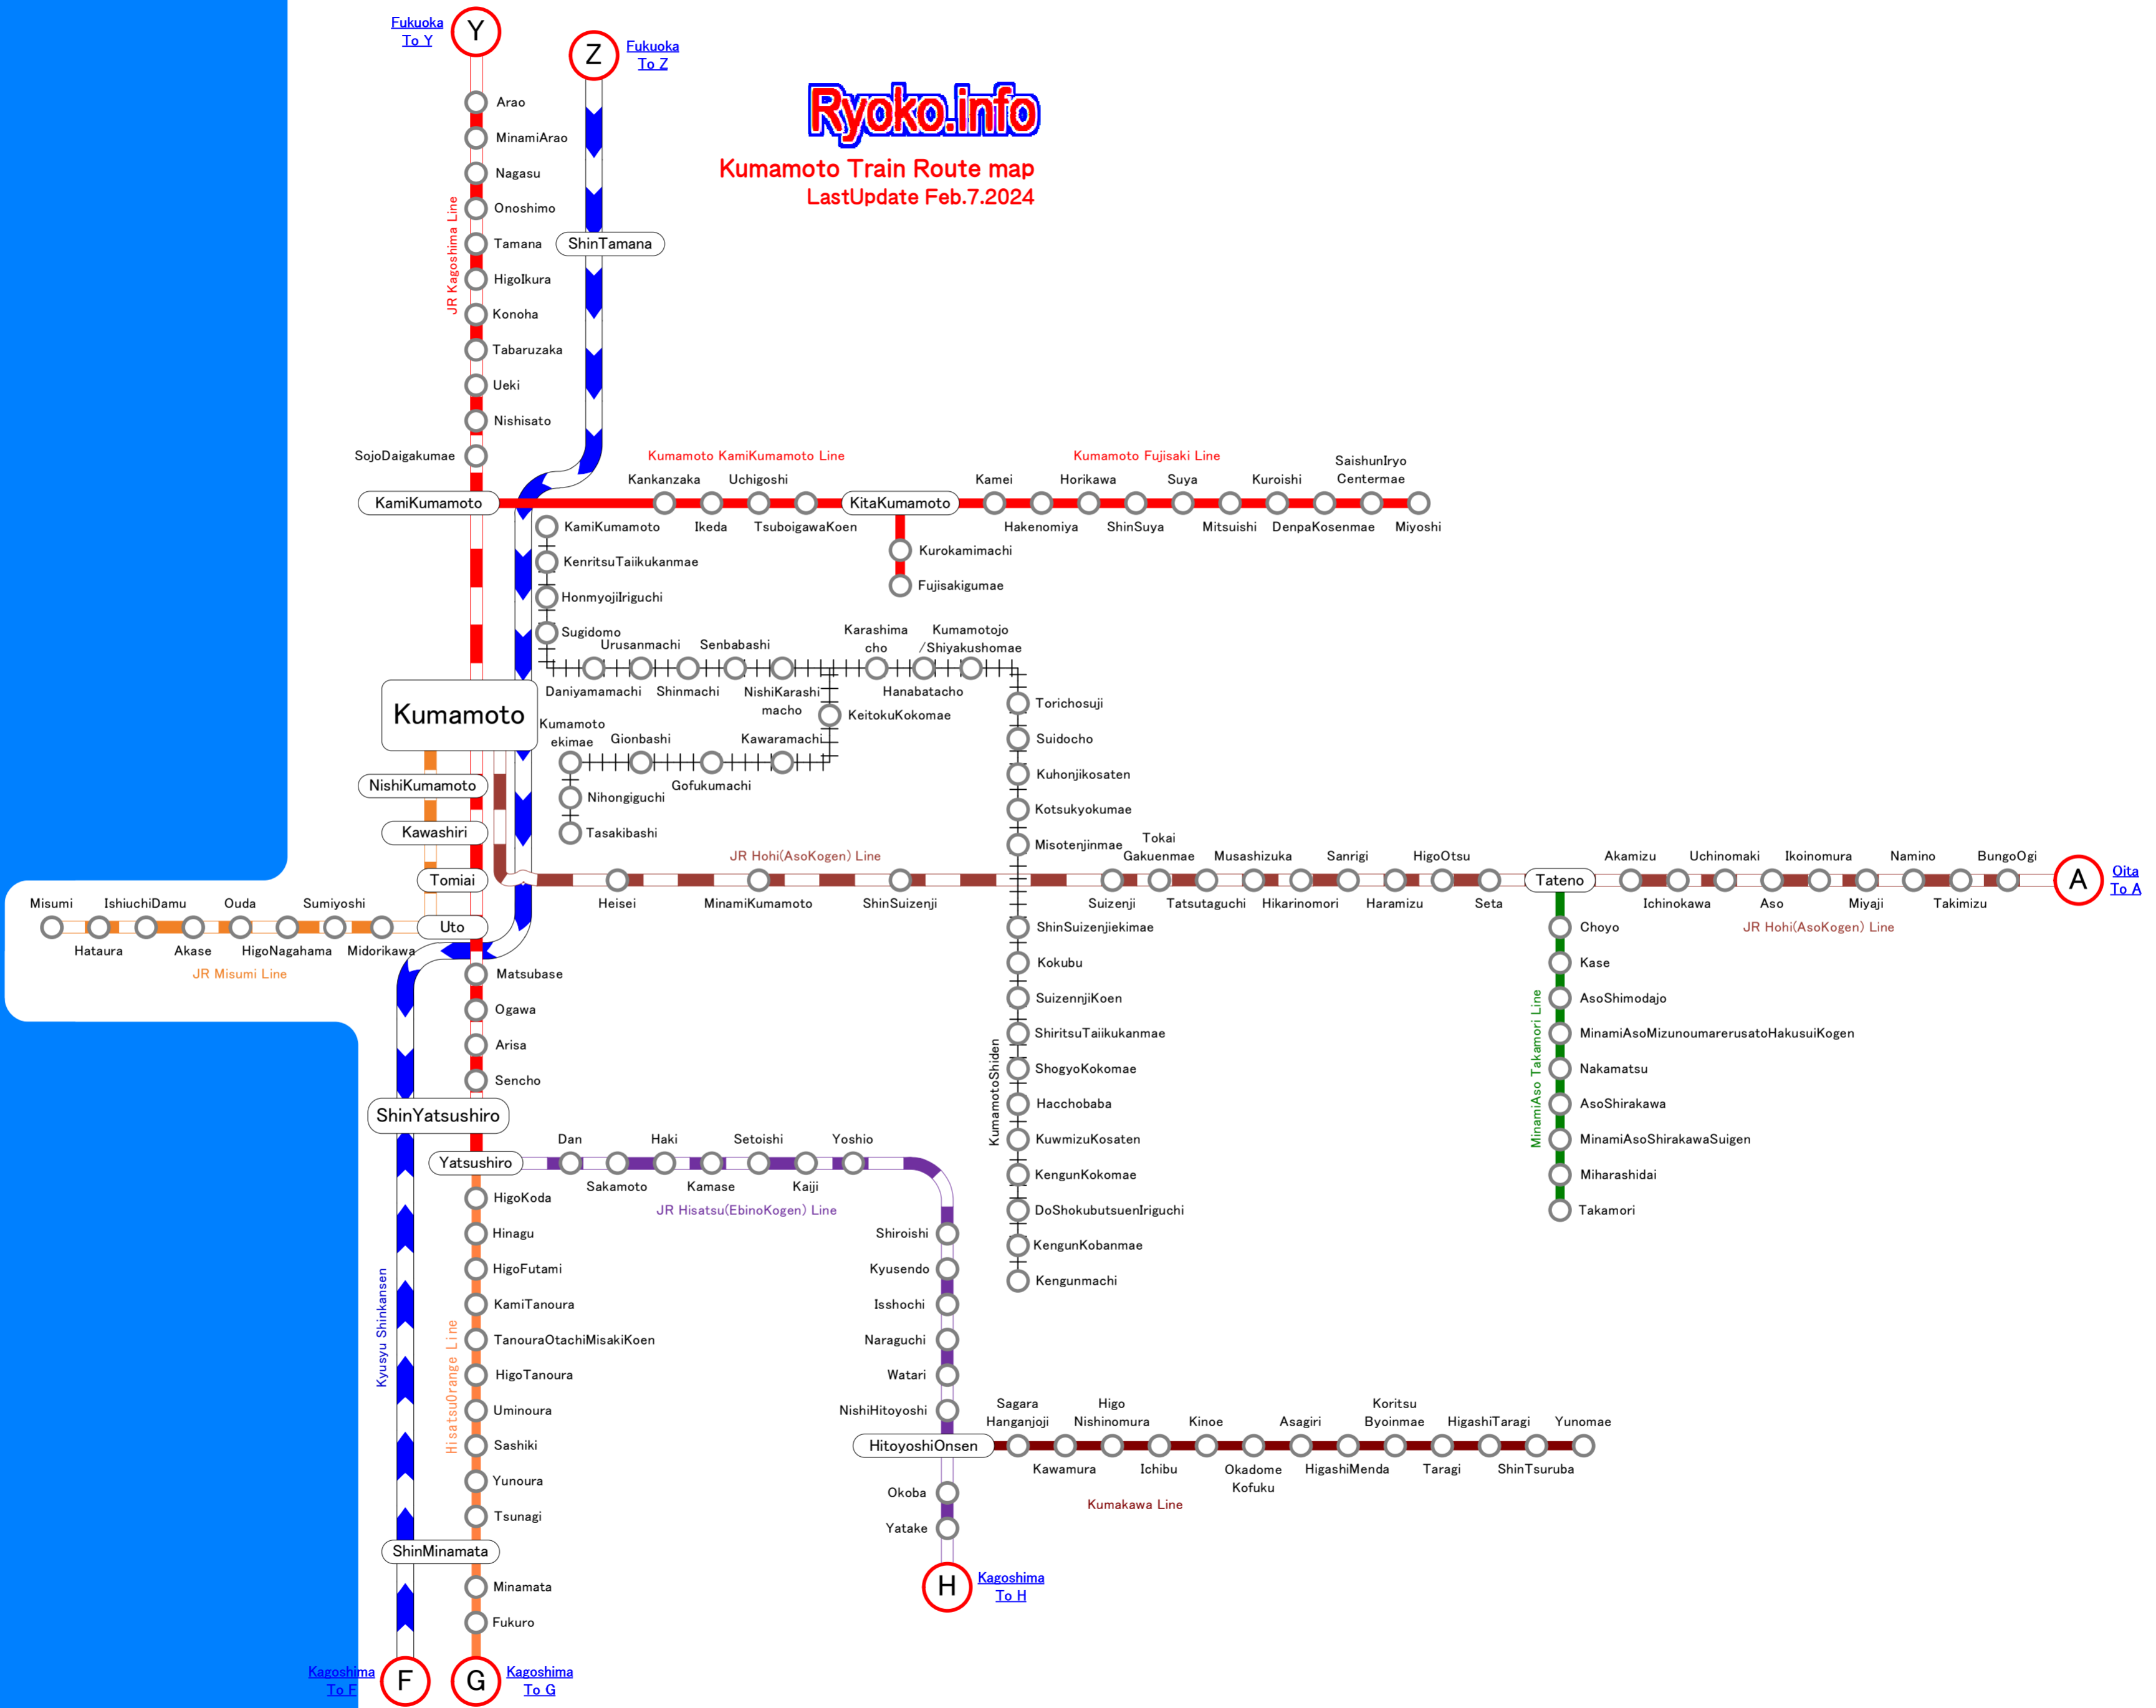 Fukuoka
To Y
Y
Z
Fukuoka
To Z
Ryoko.info
Kumamoto Train Route map
LastUpdate Feb.7.2024
JR Kagoshima Line
Arao
MinamiArao
Nagasu
Onoshimo
Tamana
HigoIkura
Konoha
Tabaruzaka
Ueki
Nishisato
SojoDaigakumae
ShinTamana
KamiKumamoto
Kumamoto KamiKumamoto Line
Kankanzaka
Ikeda
Uchigoshi
TsuboigawaKoen
KitaKumamoto
Kumamoto Fujisaki Line
Kamei
Hakenomiya
Horikawa
ShinSuya
Suya
Mitsuishi
Kuroishi
DenpaKosenmae
SaishunIryo
Centermae
Miyoshi
Kurokamimachi
Fujisakigumae
KamiKumamoto
KenritsuTaiikukanmae
HonmyojiIriguchi
Sugidomo
Daniyamamachi
Urusanmachi
Shinmachi
Senbabashi
NishiKarashi
macho
Karashima
cho
Hanabatacho
Kumamotojo
/Shiyakushomae
KeitokuKokomae
Kumamoto
ekimae
Gionbashi
Gofukumachi
Kawaramachi
Nihongiguchi
Tasakibashi
Torichosuji
Suidocho
Kuhonjikosaten
Kotsukyokumae
Misotenjinmae
ShinSuizenjiekimae
Kokubu
SuizennjiKoen
ShiritsuTaiikukanmae
ShogyoKokomae
Hacchobaba
KuwmizuKosaten
KengunKokomae
DoShokubutsuenIriguchi
KengunKobanmae
Kengunmachi
KumamotoShiden
Kumamoto
NishiKumamoto
Kawashiri
Tomiai
Uto
JR Hohi(AsoKogen) Line
Heisei
MinamiKumamoto
ShinSuizenji
Suizenji
Tokai
Gakuenmae
Tatsutaguchi
Musashizuka
Hikarinomori
Sanrigi
Haramizu
HigoOtsu
Seta
Tateno
Akamizu
Ichinokawa
Uchinomaki
Aso
Ikoinomura
Miyaji
Namino
Takimizu
BungoOgi
JR Hohi(AsoKogen) Line
A
Oita
To A
Choyo
Kase
AsoShimodajo
MinamiAsoMizunoumarerusatoHakusuiKogen
Nakamatsu
AsoShirakawa
MinamiAsoShirakawaSuigen
Miharashidai
Takamori
MinamiAso Takamori Line
Misumi
Hataura
IshiuchiDamu
Akase
Ouda
HigoNagahama
Sumiyoshi
Midorikawa
JR Misumi Line
Matsubase
Ogawa
Arisa
Sencho
ShinYatsushiro
Yatsushiro
Dan
Sakamoto
Haki
Kamase
Setoishi
Kaiji
Yoshio
JR Hisatsu(EbinoKogen) Line
Shiroishi
Kyusendo
Isshochi
Naraguchi
Watari
NishiHitoyoshi
HitoyoshiOnsen
Okoba
Yatake
H
Kagoshima
To H
Sagara
Hanganjoji
Kawamura
Higo
Nishinomura
Ichibu
Kinoe
Okadome
Kofuku
Asagiri
HigashiMenda
Koritsu
Byoinmae
Taragi
HigashiTaragi
ShinTsuruba
Yunomae
Kumakawa Line
HigoKoda
Hinagu
HigoFutami
KamiTanoura
TanouraOtachiMisakiKoen
HigoTanoura
Uminoura
Sashiki
Yunoura
Tsunagi
ShinMinamata
Minamata
Fukuro
HisatsuOrange Line
Kyusyu Shinkansen
Kagoshima
To F
F
G
Kagoshima
To G